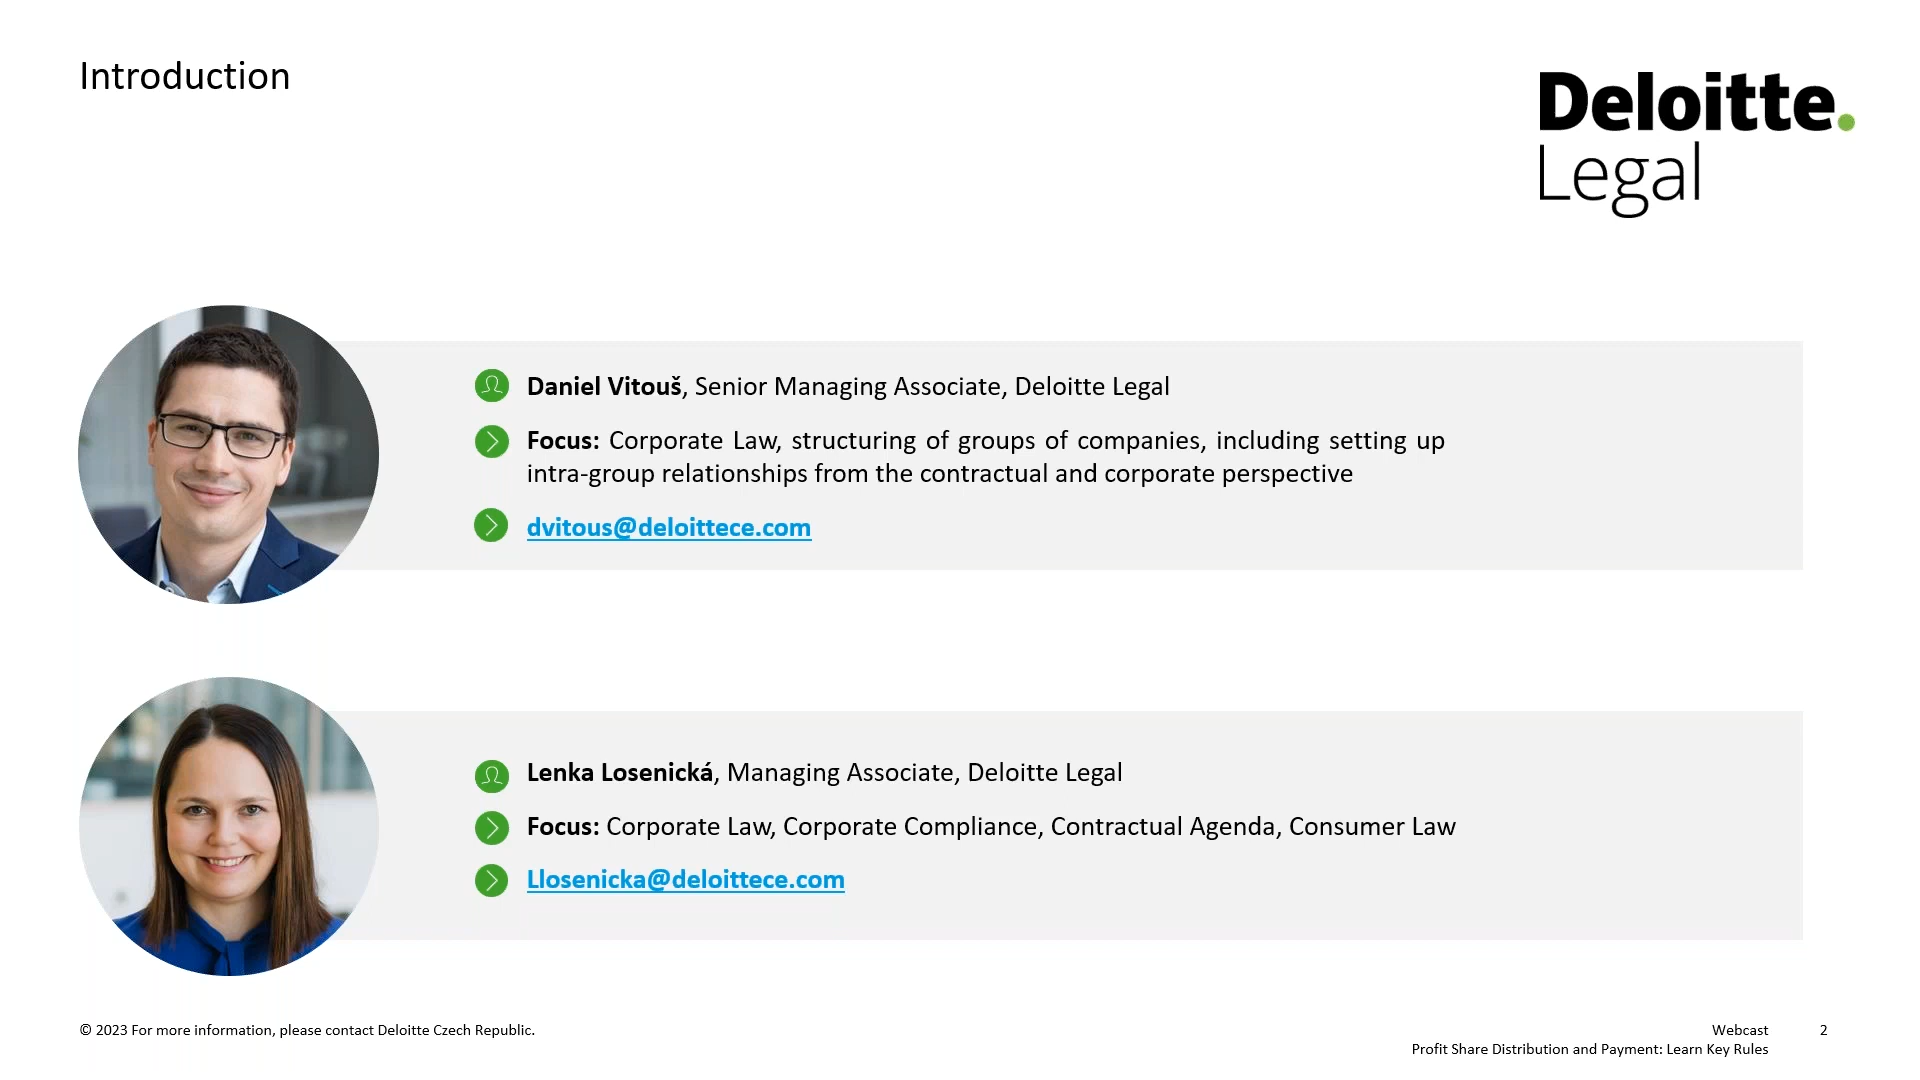 Introduction
Deloitte.
Legal
Daniel Vitouš, Senior Managing Associate, Deloitte Legal
Focus: Corporate Law, structuring of groups of companies, including setting up
intra-group relationships from the contractual and corporate perspective
dvitous@deloittece.com
Lenka Losenická, Managing Associate, Deloitte Legal
Focus: Corporate Law, Corporate Compliance, Contractual Agenda, Consumer Law
Llosenicka@deloittece.com
© 2023 For more information, please contact Deloitte Czech Republic.
Webcast 2
Profit Share Distribution and Payment: Learn Key Rules